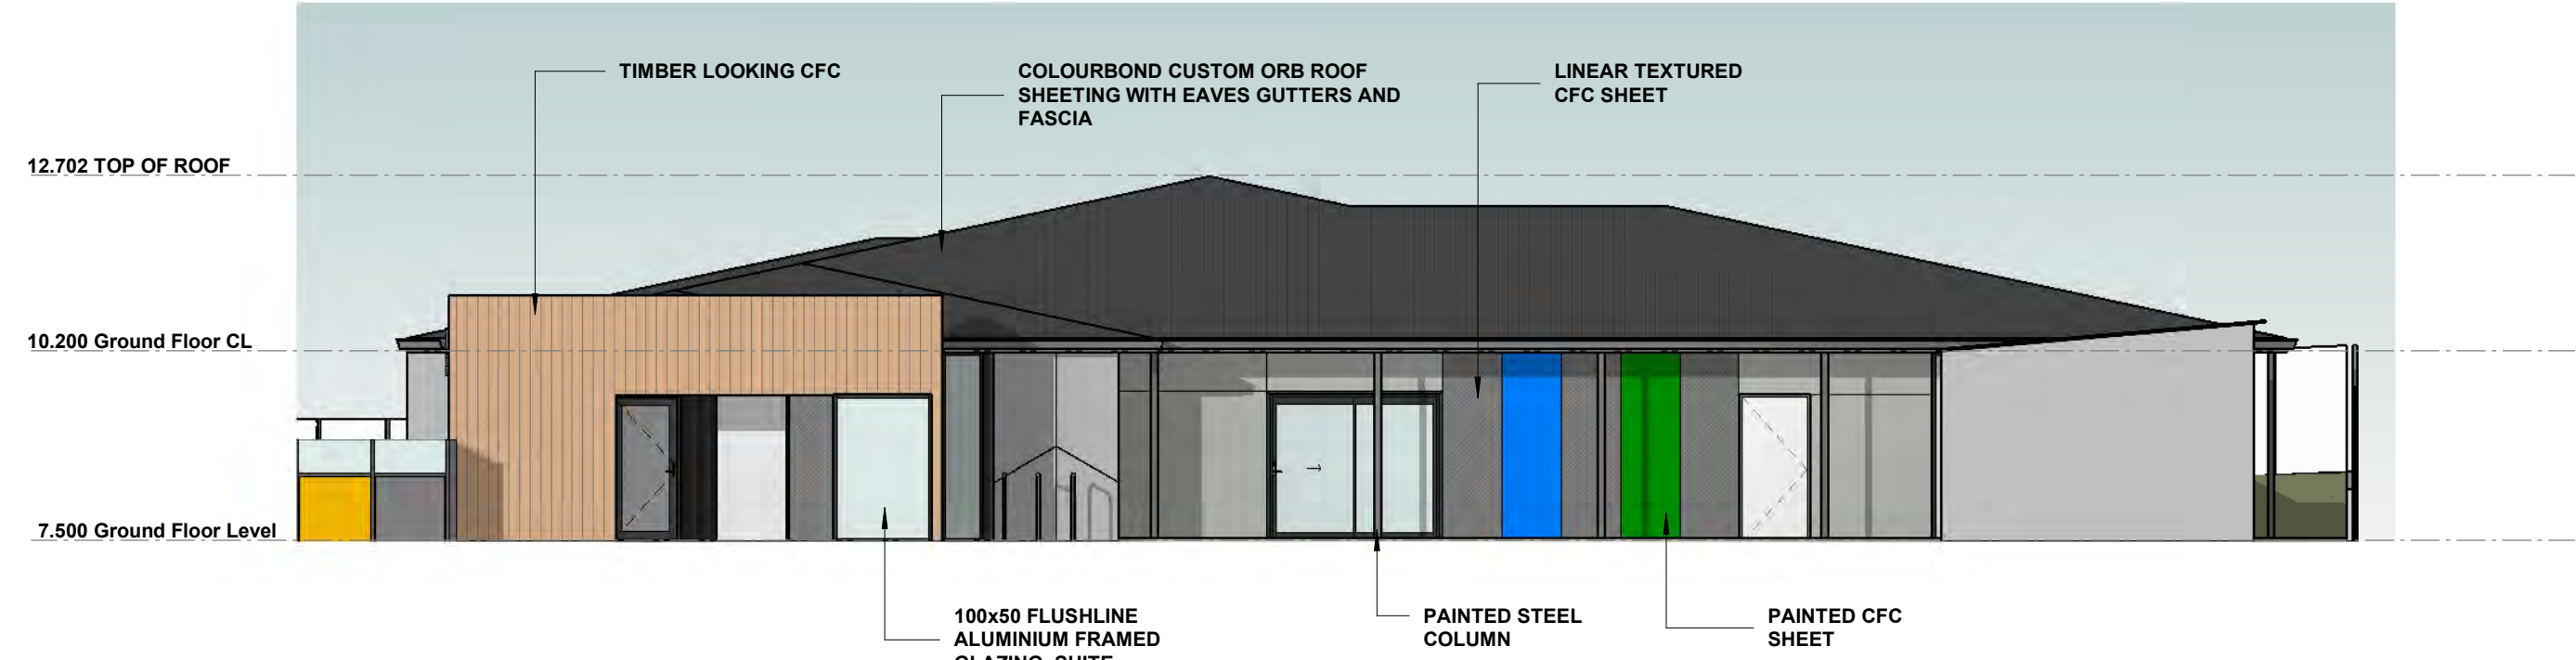 TIMBER LOOKING CFC
COLOURBOND CUSTOM ORB ROOF
SHEETING WITH EAVES GUTTERS AND
FASCIA
LINEAR TEXTURED
CFC SHEET
12.702 TOP OF ROOF
10.200 Ground Floor CL
7.500 Ground Floor Level
100x50 FLUSHLINE
ALUMINIUM FRAMED
GLAZING SUITE
PAINTED STEEL
COLUMN
PAINTED CFC
SHEET